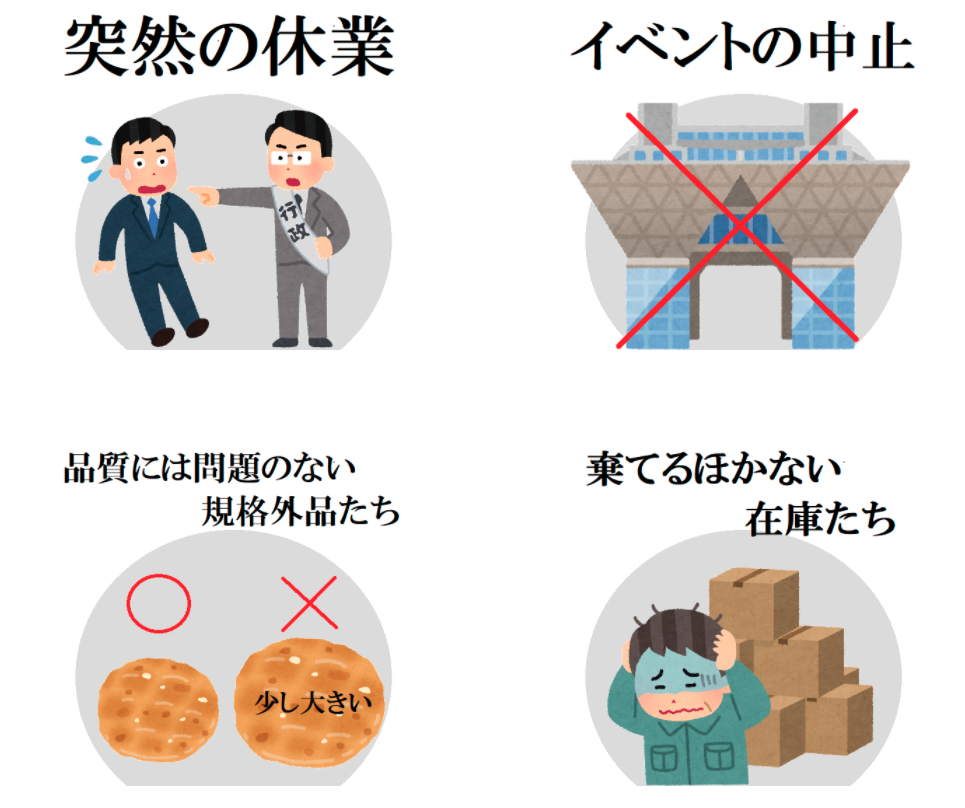 突然の休業
イベントの中止
行政
品質には問題のない
規格外品たち
棄てるほかない
在庫たち
少し大きい